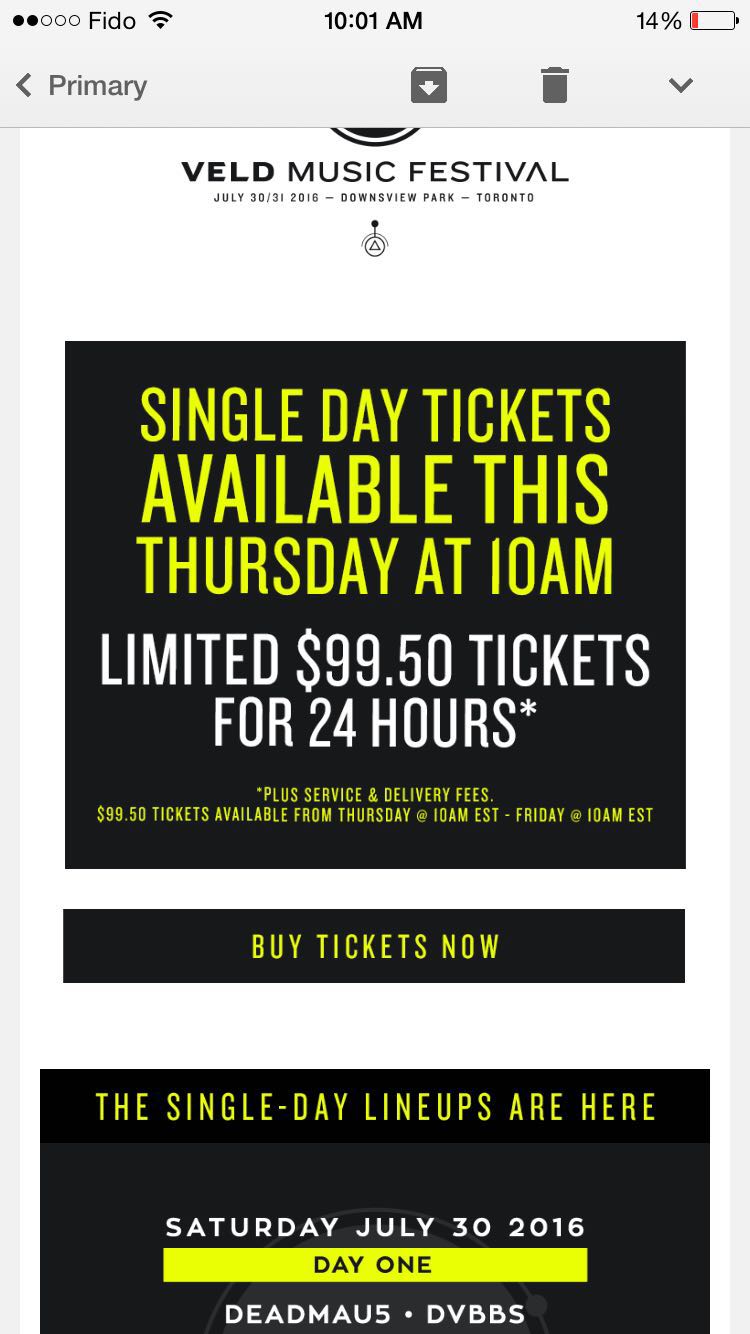 Fido 10:01 AM 14%
Primary
VELD MUSIC FESTIVAL
JULY 30/31 2016 – DOWNSVIEW PARK – TORONTO
SINGLE DAY TICKETS
AVAILABLE THIS
THURSDAY AT 10AM
LIMITED $99.50 TICKETS
FOR 24 HOURS*
*PLUS SERVICE & DELIVERY FEES.
$99.50 TICKETS AVAILABLE FROM THURSDAY @ 10AM EST - FRIDAY @ 10AM EST
BUY TICKETS NOW
THE SINGLE-DAY LINEUPS ARE HERE
SATURDAY JULY 30 2016
DAY ONE
DEADMAU5 • DVBBS